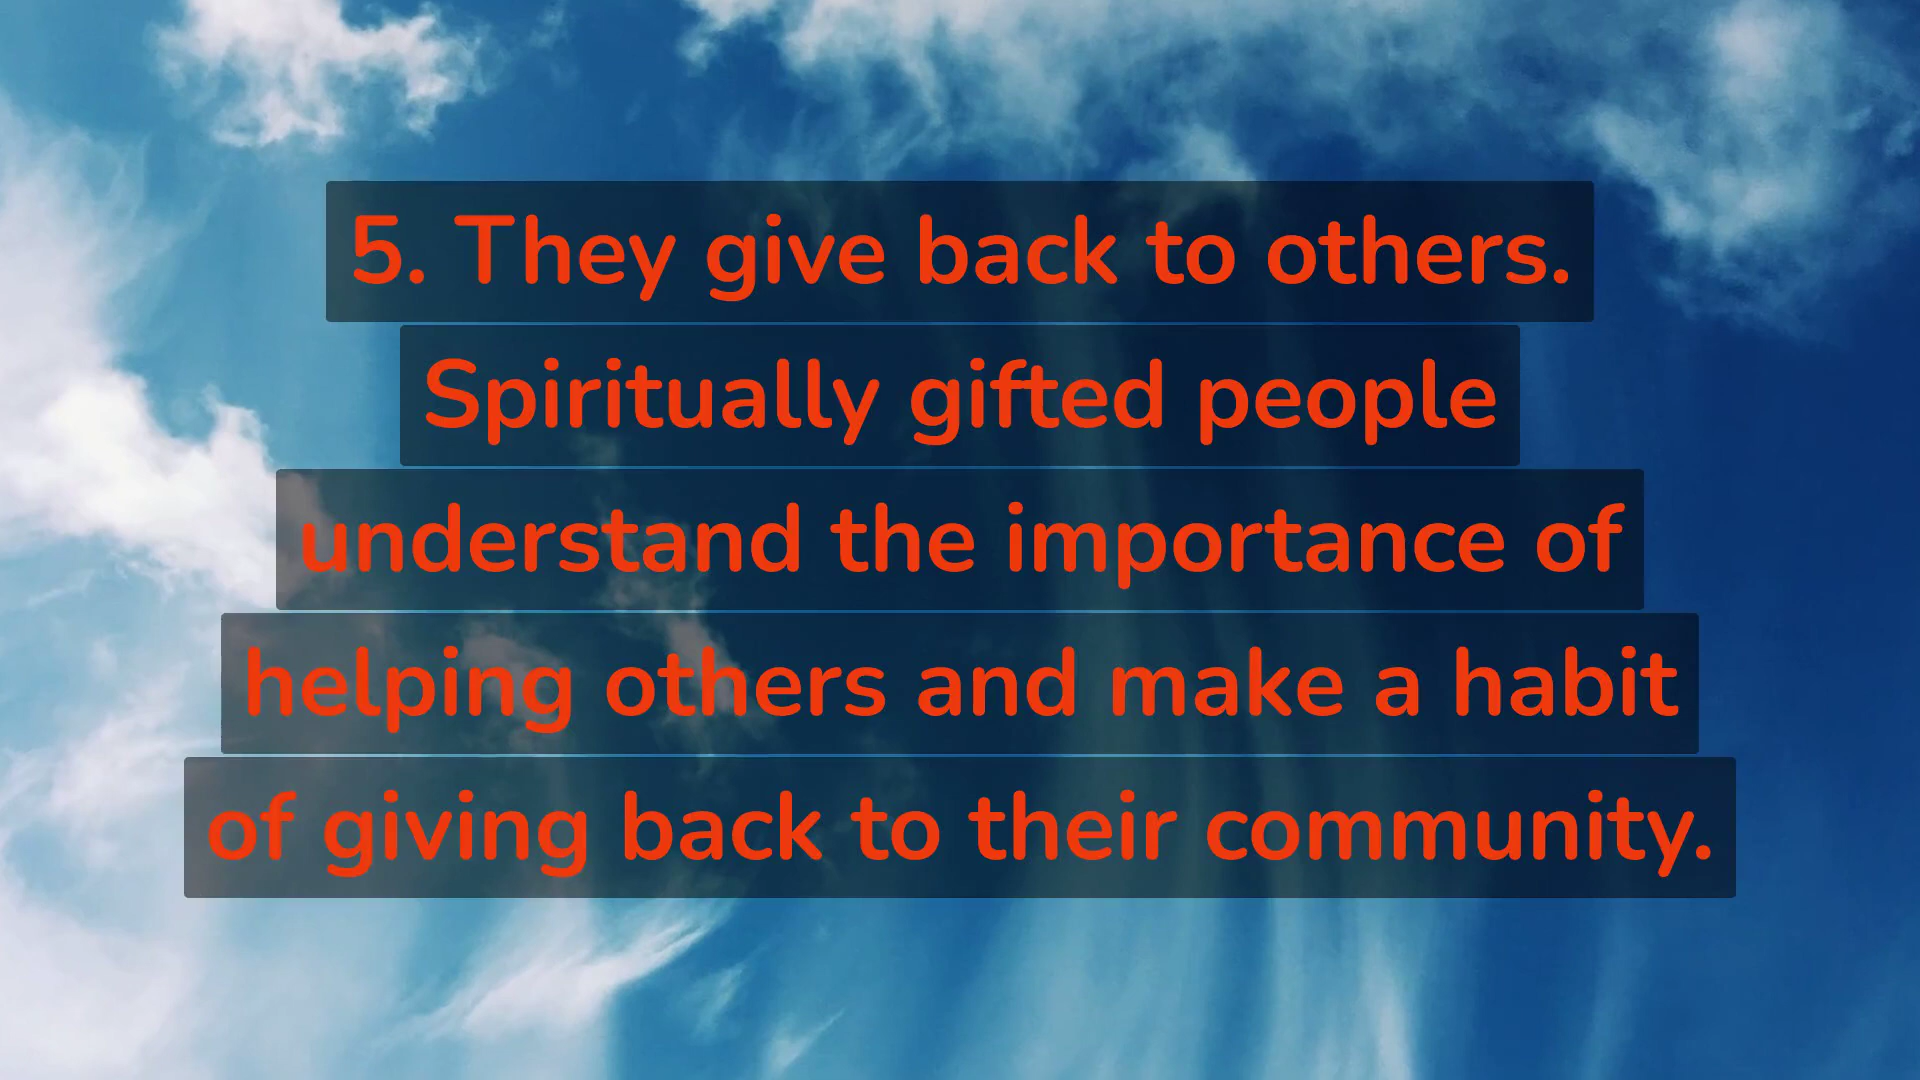 5. They give back to others.
Spiritually gifted people
understand the importance of
helping others and make a habit
of giving back to their community.